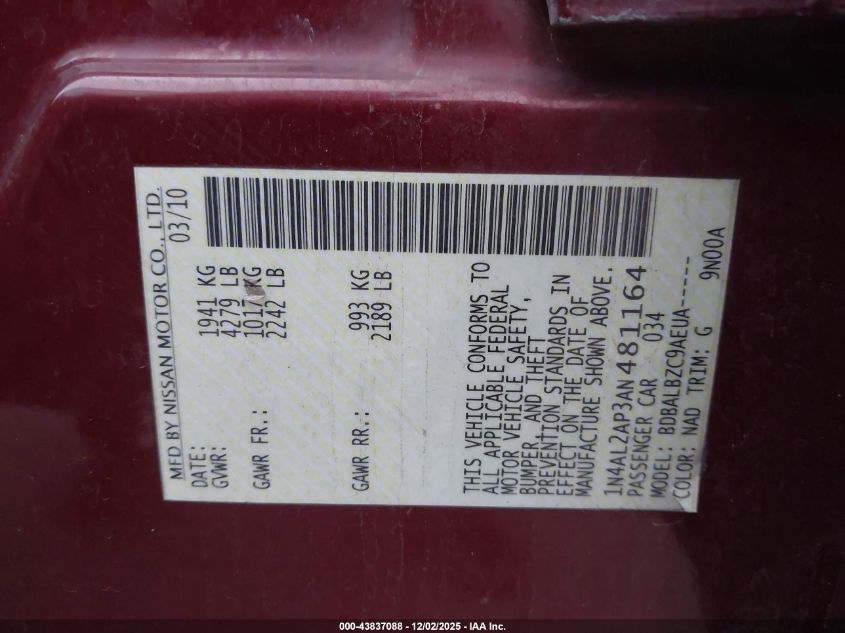 MFD BY NISSAN MOTOR CO., LTD.
DATE: 03/10
GVWR: 1941 KG
4279 LB
GAWR FR.: 1017 KG
2242 LB
GAWR RR.: 993 KG
2189 LB
THIS VEHICLE CONFORMS TO
ALL APPLICABLE FEDERAL
MOTOR VEHICLE SAFETY,
BUMPER, AND THEFT
PREVENTION STANDARDS IN
EFFECT ON THE DATE OF
MANUFACTURE SHOWN ABOVE.
1N4AL2AP3AN481164
PASSENGER CAR 034
MODEL: BDBALBZC9AEUA-----
COLOR: NAD TRIM: G 9N00A
000-43837088 - 12/02/2025 - IAA Inc.